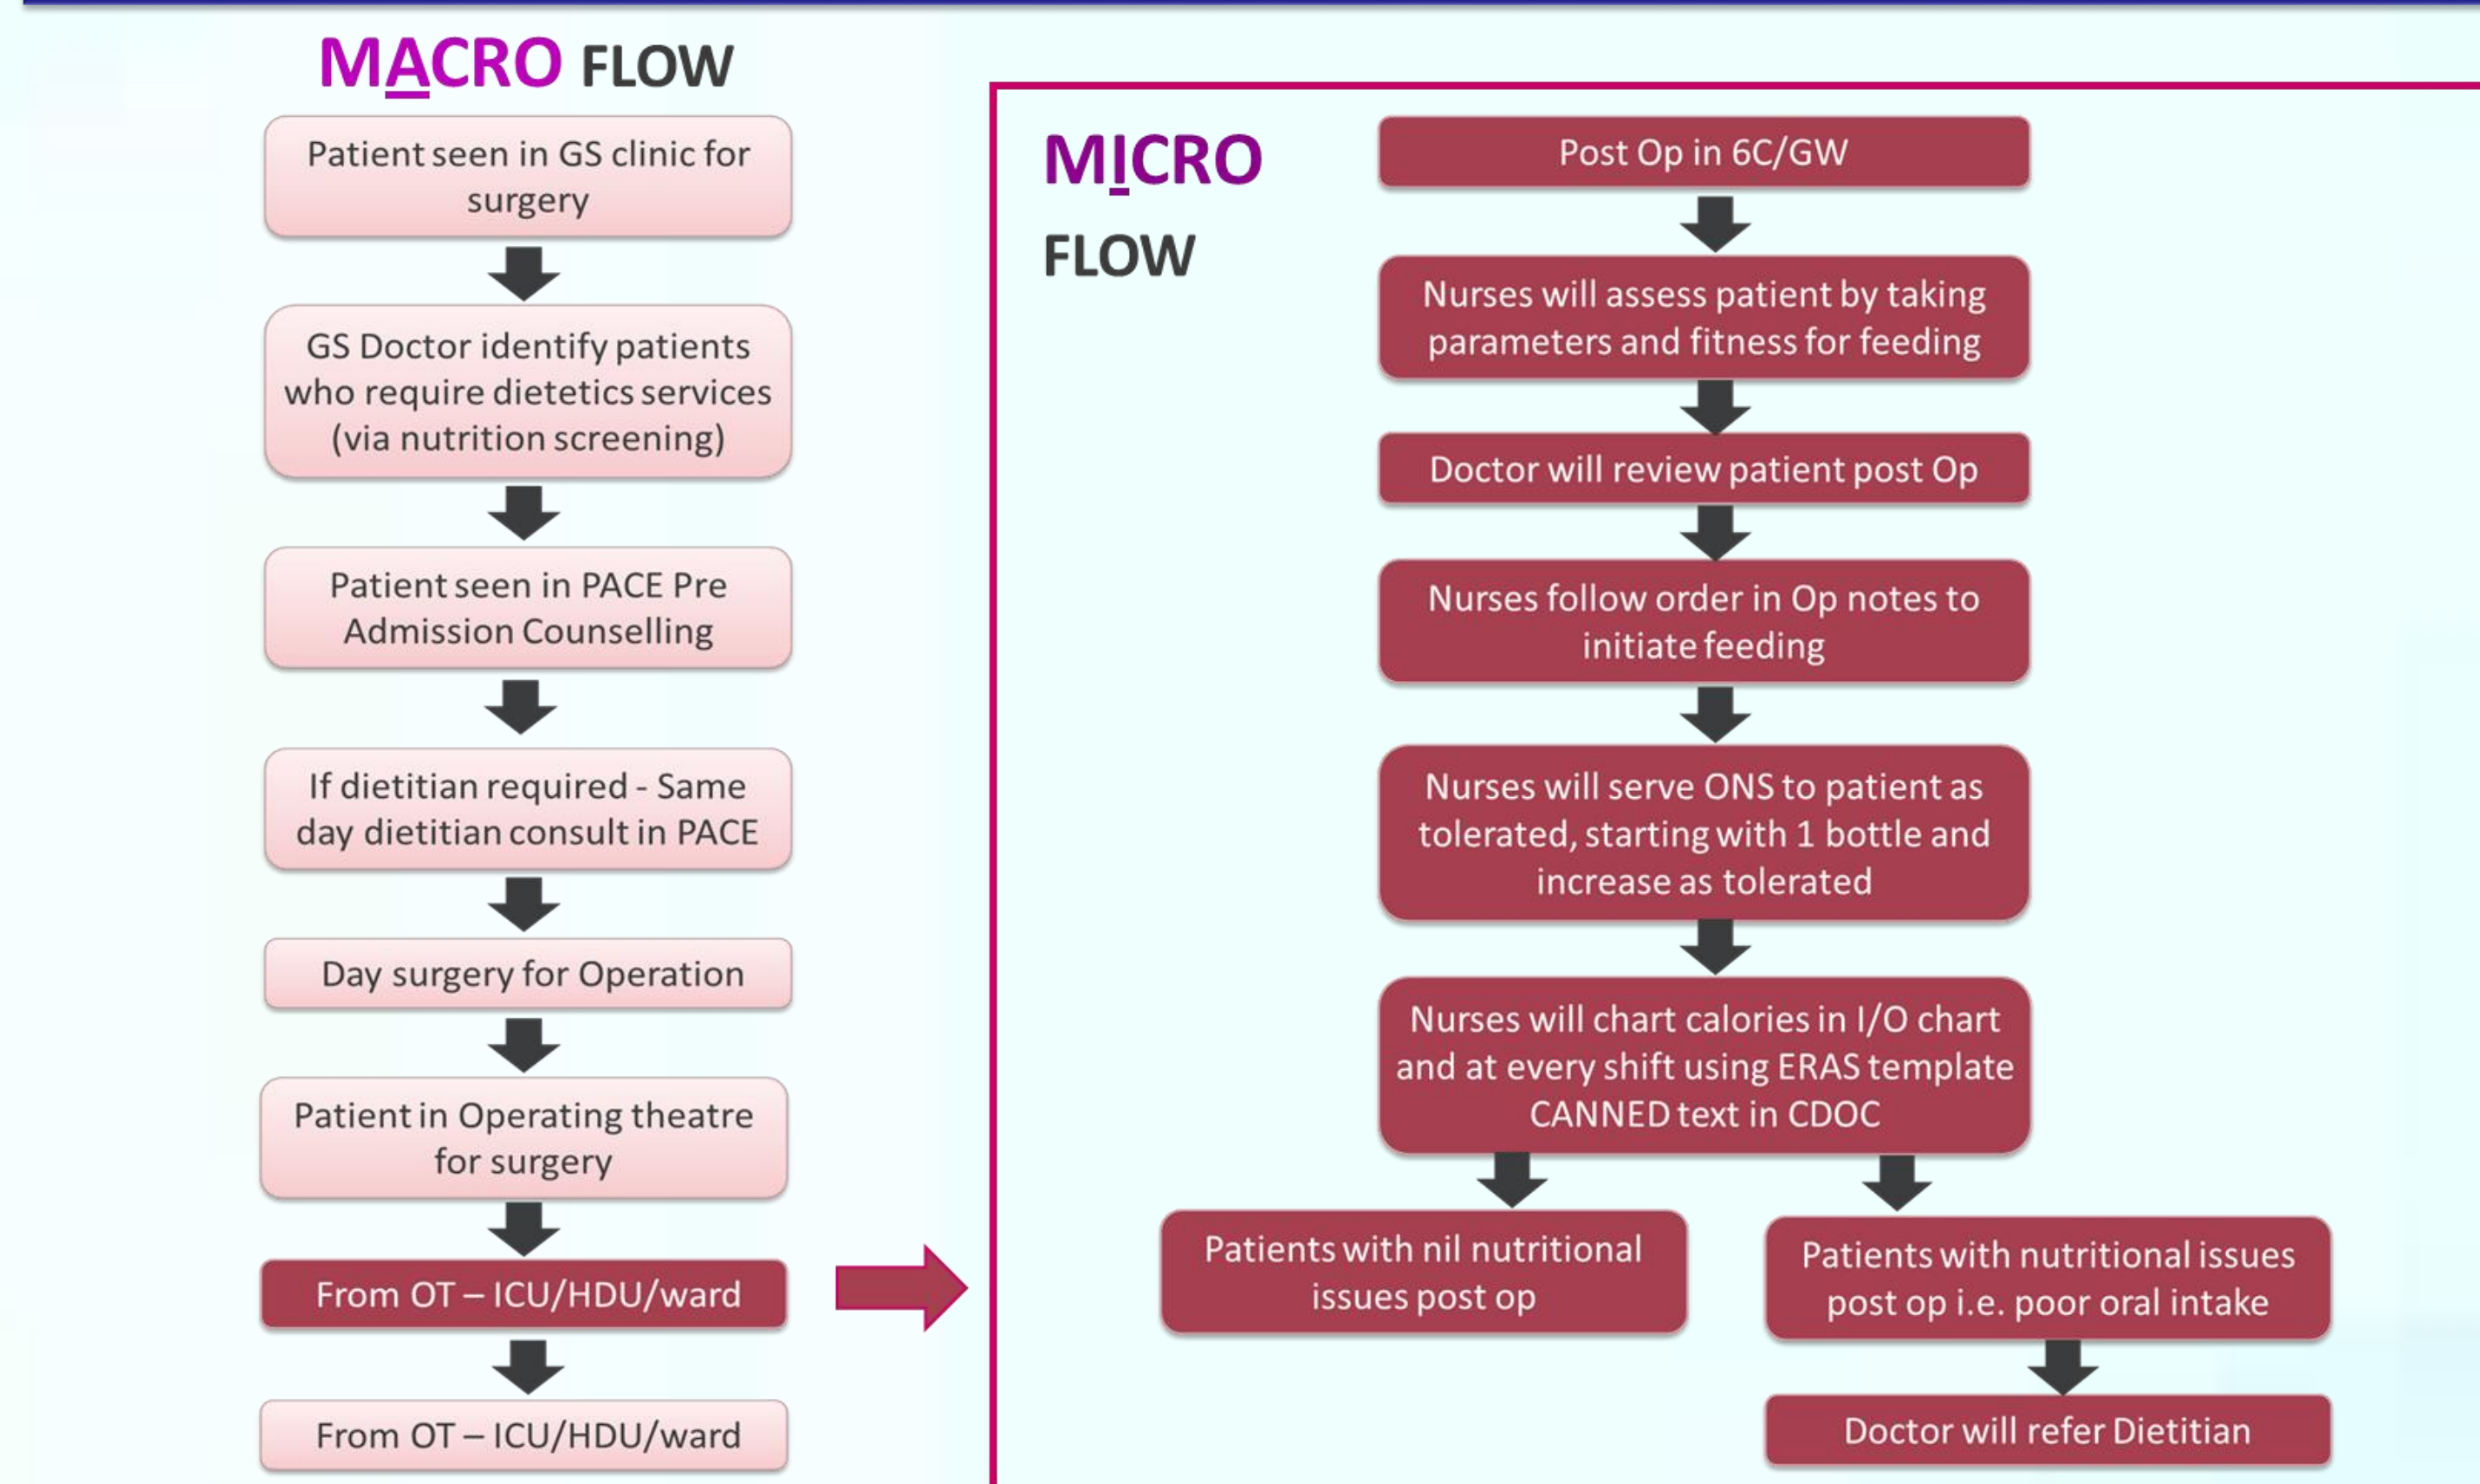 MACRO FLOW
Patient seen in GS clinic for
surgery
GS Doctor identify patients
who require dietetics services
(via nutrition screening)
Patient seen in PACE Pre
Admission Counselling
If dietitian required - Same
day dietitian consult in PACE
Day surgery for Operation
Patient in Operating theatre
for surgery
From OT – ICU/HDU/ward
From OT – ICU/HDU/ward
MICRO
FLOW
Post Op in 6C/GW
Nurses will assess patient by taking
parameters and fitness for feeding
Doctor will review patient post Op
Nurses follow order in Op notes to
initiate feeding
Nurses will serve ONS to patient as
tolerated, starting with 1 bottle and
increase as tolerated
Nurses will chart calories in I/O chart
and at every shift using ERAS template
CANNED text in CDOC
Patients with nil nutritional
issues post op
Patients with nutritional issues
post op i.e. poor oral intake
Doctor will refer Dietitian